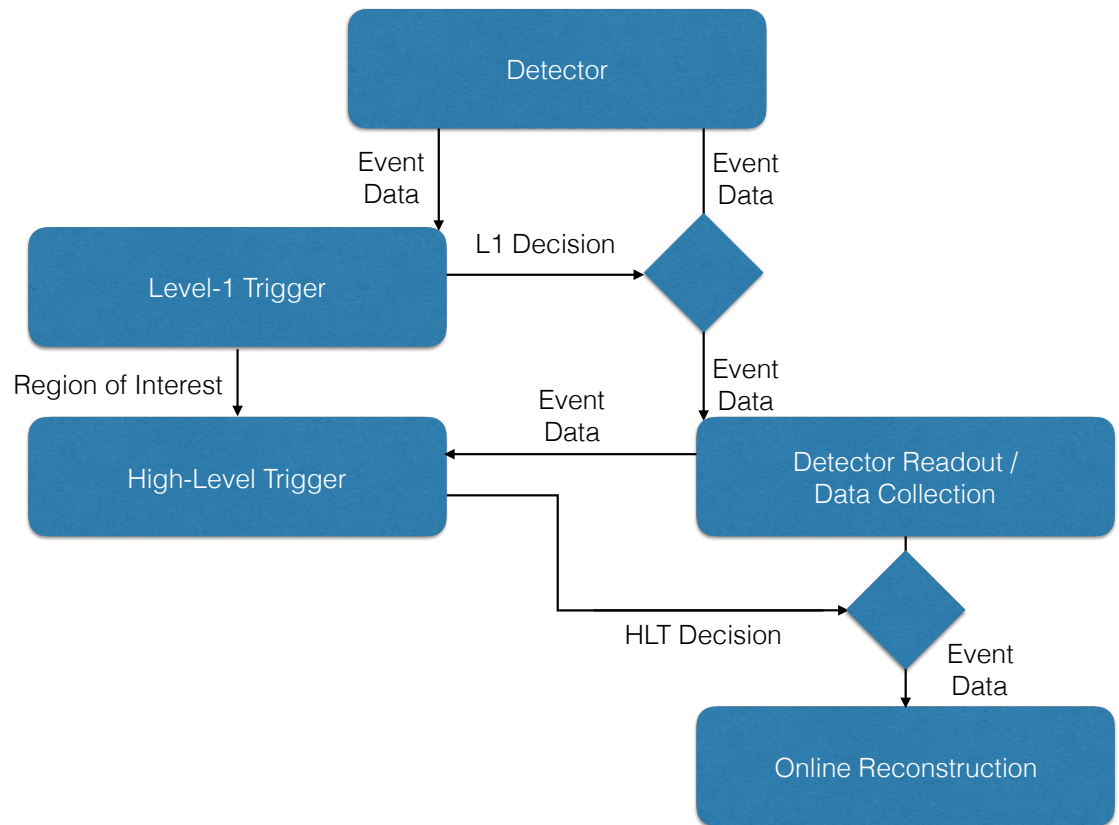 Detector
Event
Data
Event
Data
L1 Decision
Level-1 Trigger
Event
Data
Region of Interest
Event
Data
High-Level Trigger
Detector Readout /
Data Collection
HLT Decision
Event
Data
Online Reconstruction